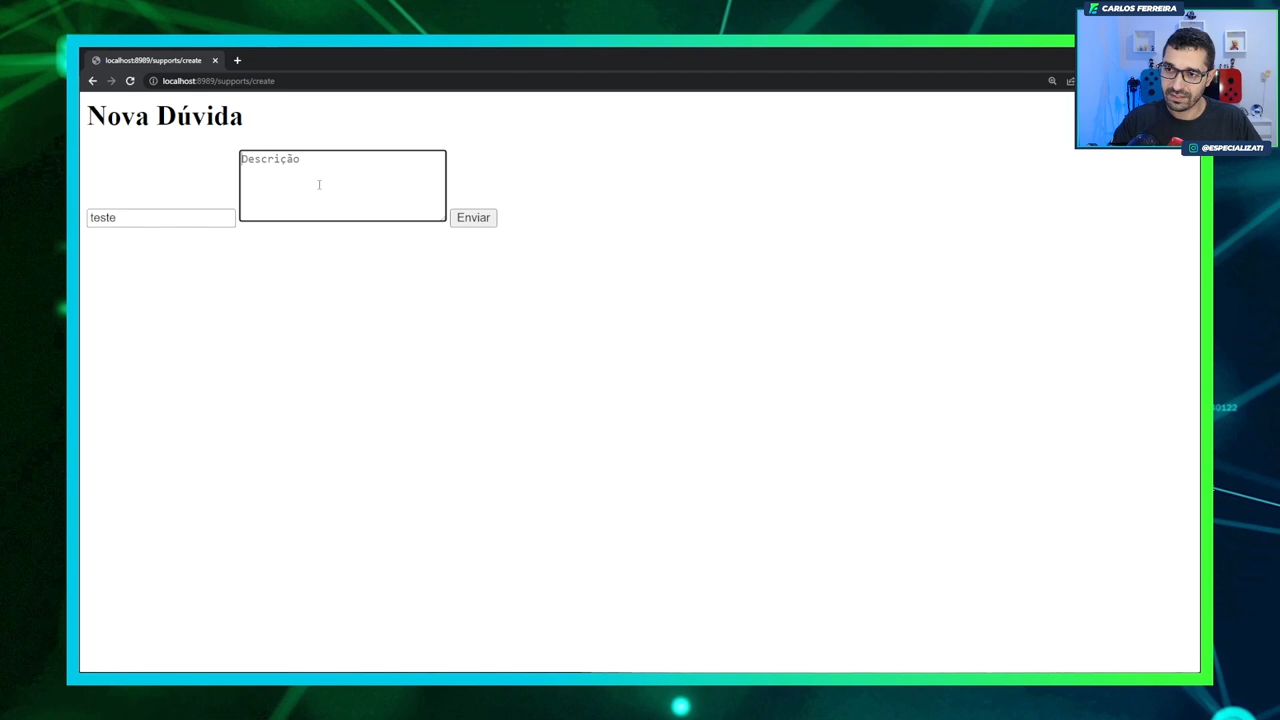 CARLOS FERREIRA
localhost:8989/supports/create
localhost:8989/supports/create
Nova Dúvida
Descrição
teste
Enviar
@ESPECIALIZATI